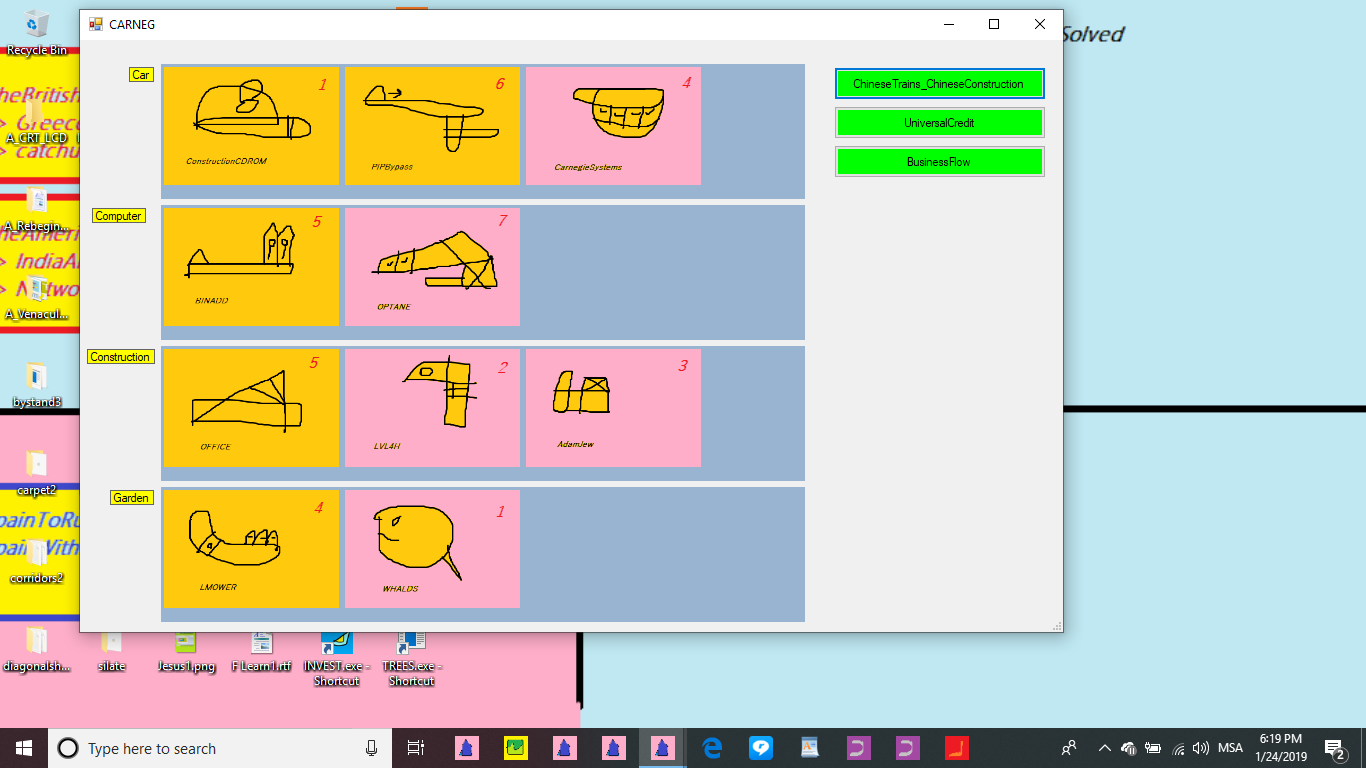 CARNEG
Solved
Recycle Bin
heBritish
> Greece
A_CRT_LCD
> catchu
A_Rebegin...
heAmeri
> IndiaAl
> Netwo
A_Venacul...
bystand3
carpet2
painToRu
painWith
corridors2
Car
1
ConstructionCDROM
6
PIPBypass
4
CarnegieSystems
ChineseTrains_ChineseConstruction
UniversalCredit
BusinessFlow
Computer
5
BINADD
7
OPTANE
Construction
5
OFFICE
2
LVL4H
3
AdamJew
Garden
4
LMOWER
1
WHALDS
diagonalsh...
silate
Jesus1.png
F Learn1.rtf
INVEST.exe - Shortcut
TREES.exe - Shortcut
Type here to search
MSA
6:19 PM
1/24/2019
2